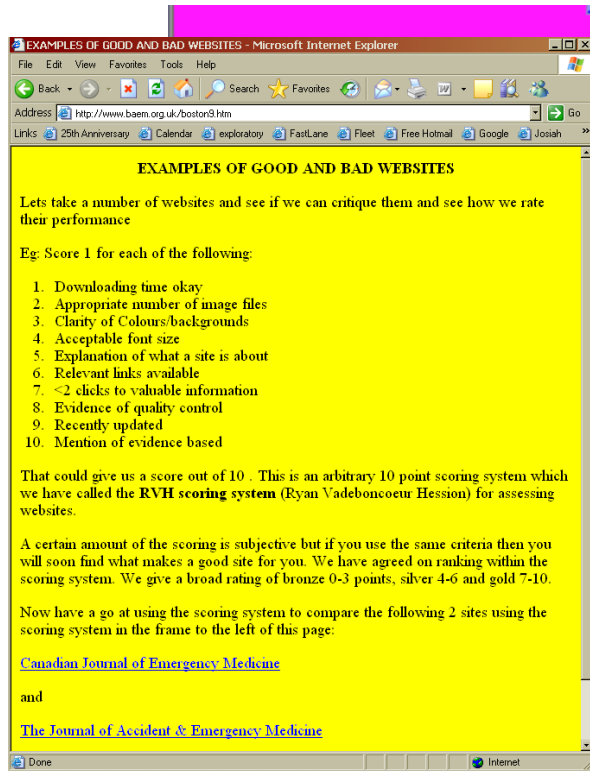 EXAMPLES OF GOOD AND BAD WEBSITES - Microsoft Internet Explorer
File Edit View Favorites Tools Help
Back Search Favorites
Address http://www.baem.org.uk/boston9.htm Go
Links 25th Anniversary Calendar exploratory FastLane Fleet Free Hotmail Google Josiah »
EXAMPLES OF GOOD AND BAD WEBSITES
Lets take a number of websites and see if we can critique them and see how we rate
their performance
Eg: Score 1 for each of the following:
1. Downloading time okay
2. Appropriate number of image files
3. Clarity of Colours/backgrounds
4. Acceptable font size
5. Explanation of what a site is about
6. Relevant links available
7. <2 clicks to valuable information
8. Evidence of quality control
9. Recently updated
10. Mention of evidence based
That could give us a score out of 10 . This is an arbitrary 10 point scoring system which
we have called the RVH scoring system (Ryan Vadeboncoeur Hession) for assessing
websites.
A certain amount of the scoring is subjective but if you use the same criteria then you
will soon find what makes a good site for you. We have agreed on ranking within the
scoring system. We give a broad rating of bronze 0-3 points, silver 4-6 and gold 7-10.
Now have a go at using the scoring system to compare the following 2 sites using the
scoring system in the frame to the left of this page:
Canadian Journal of Emergency Medicine
and
The Journal of Accident & Emergency Medicine
Done Internet